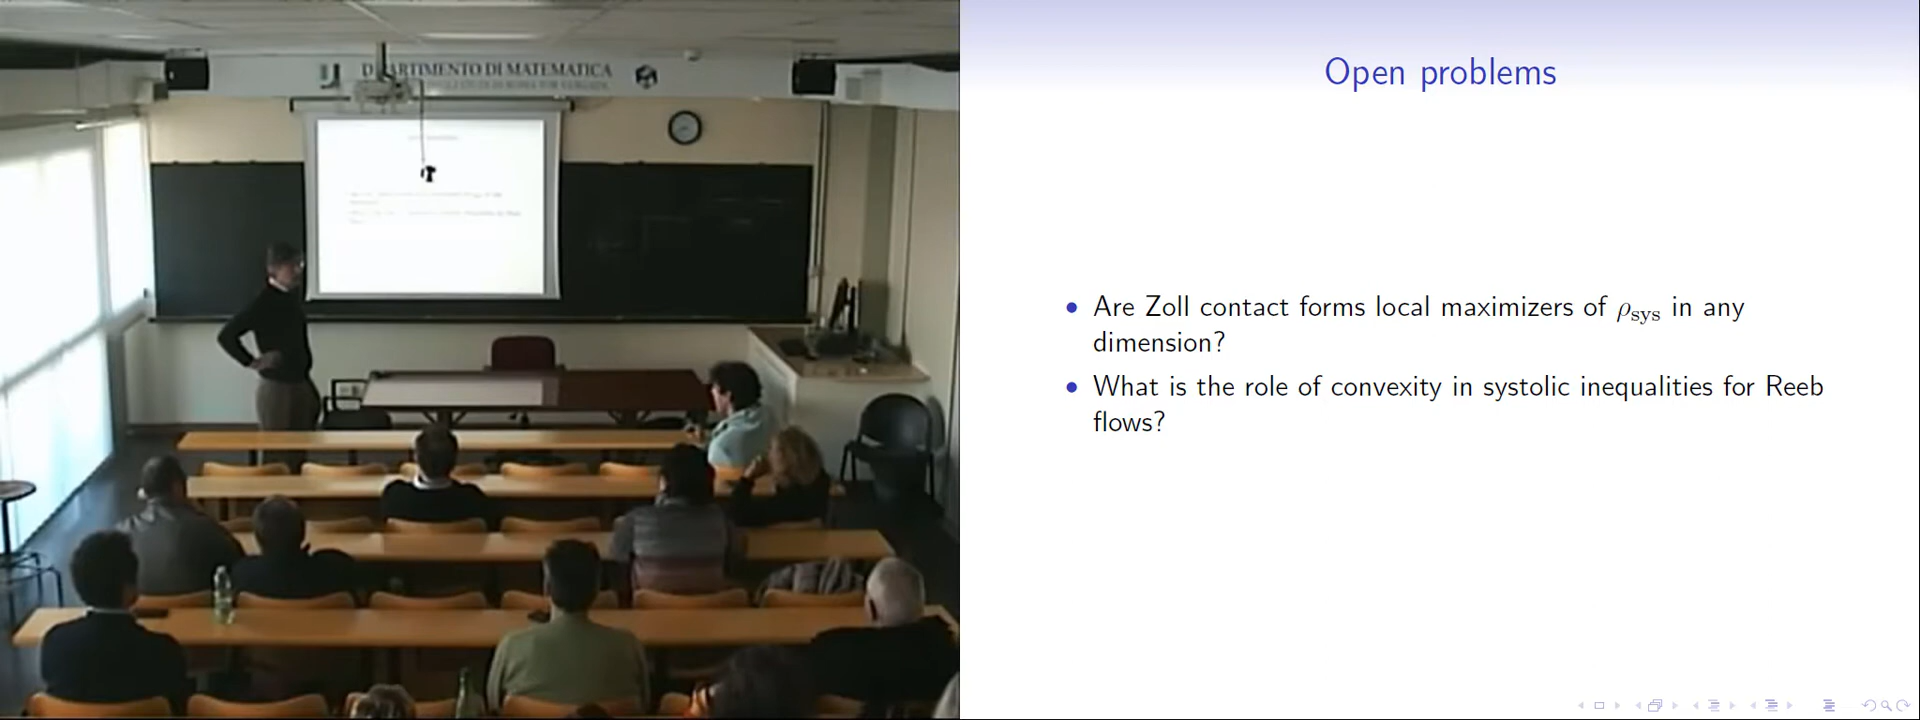 DIPARTIMENTO DI MATEMATICA
Open problems
• Are Zoll contact forms local maximizers of ρsys in any
dimension?
• What is the role of convexity in systolic inequalities for Reeb
flows?